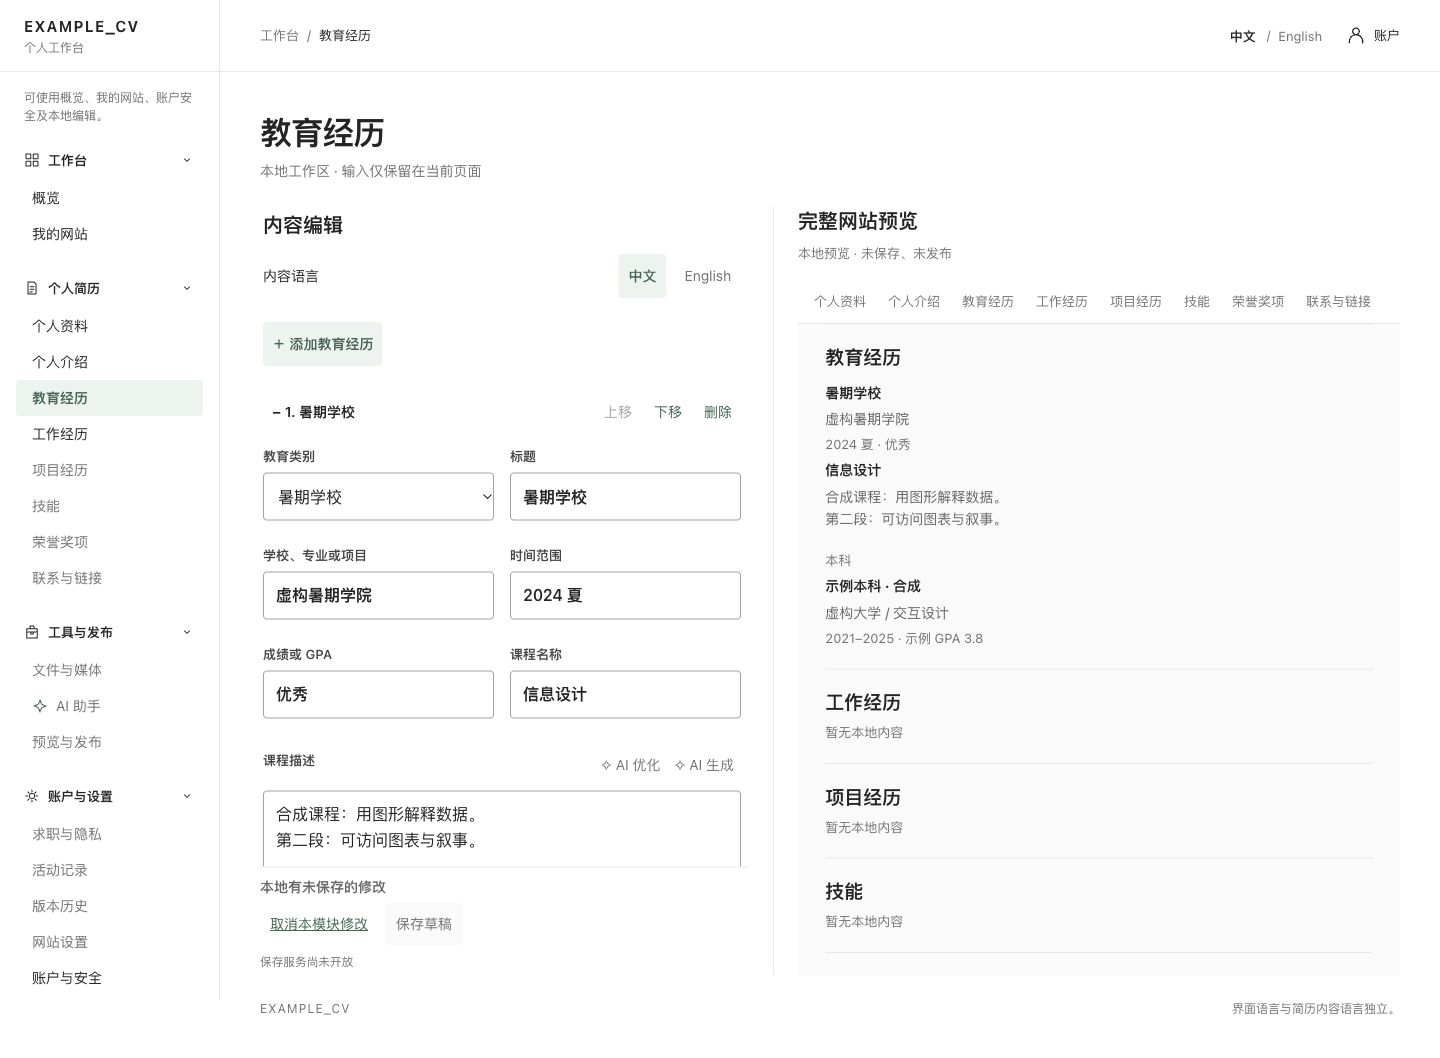 EXAMPLE_CV
个人工作台
工作台 / 教育经历
中文 / English
账户
可使用概览、我的网站、账户安
全及本地编辑。
工作台
概览
我的网站
个人简历
个人资料
个人介绍
教育经历
工作经历
项目经历
技能
荣誉奖项
联系与链接
工具与发布
文件与媒体
AI 助手
预览与发布
账户与设置
求职与隐私
活动记录
版本历史
网站设置
账户与安全
教育经历
本地工作区 · 输入仅保留在当前页面
内容编辑
内容语言
中文 English
+ 添加教育经历
– 1. 暑期学校
上移 下移 删除
教育类别 标题
暑期学校 暑期学校
学校、专业或项目 时间范围
虚构暑期学院 2024 夏
成绩或 GPA 课程名称
优秀 信息设计
课程描述
✧ AI 优化 ✧ AI 生成
合成课程：用图形解释数据。
第二段：可访问图表与叙事。
本地有未保存的修改
取消本模块修改 保存草稿
保存服务尚未开放
完整网站预览
本地预览 · 未保存、未发布
个人资料 个人介绍 教育经历 工作经历 项目经历 技能 荣誉奖项 联系与链接
教育经历
暑期学校
虚构暑期学院
2024 夏 · 优秀
信息设计
合成课程：用图形解释数据。
第二段：可访问图表与叙事。
本科
示例本科 · 合成
虚构大学 / 交互设计
2021–2025 · 示例 GPA 3.8
工作经历
暂无本地内容
项目经历
暂无本地内容
技能
暂无本地内容
EXAMPLE_CV
界面语言与简历内容语言独立。